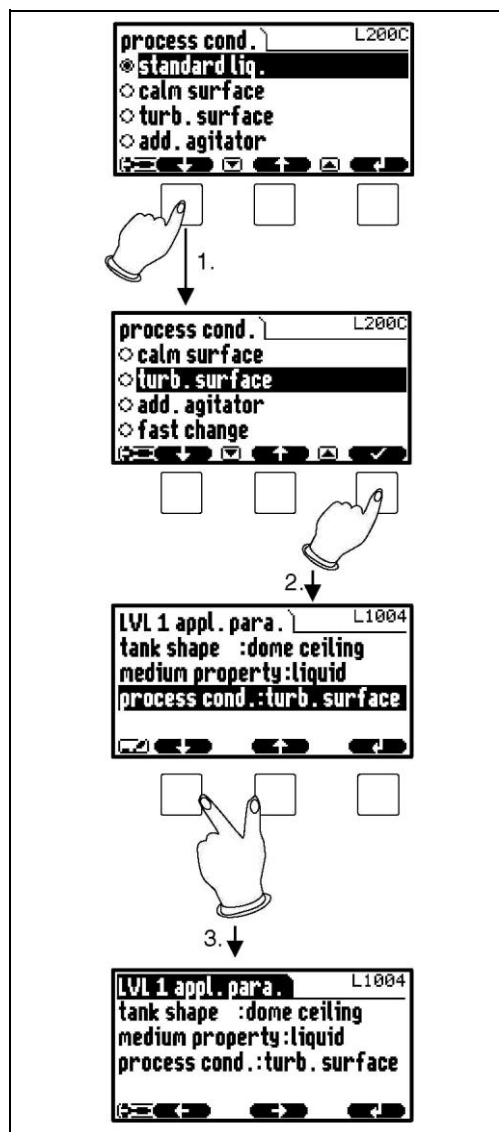 process cond. L200C
standard liq.
calm surface
turb. surface
add. agitator
1.
process cond. L200C
calm surface
turb. surface
add. agitator
fast change
2.
LVL 1 appl. para. L1004
tank shape :dome ceiling
medium property:liquid
process cond.:turb. surface
3.
LVL 1 appl. para. L1004
tank shape :dome ceiling
medium property:liquid
process cond.:turb. surface